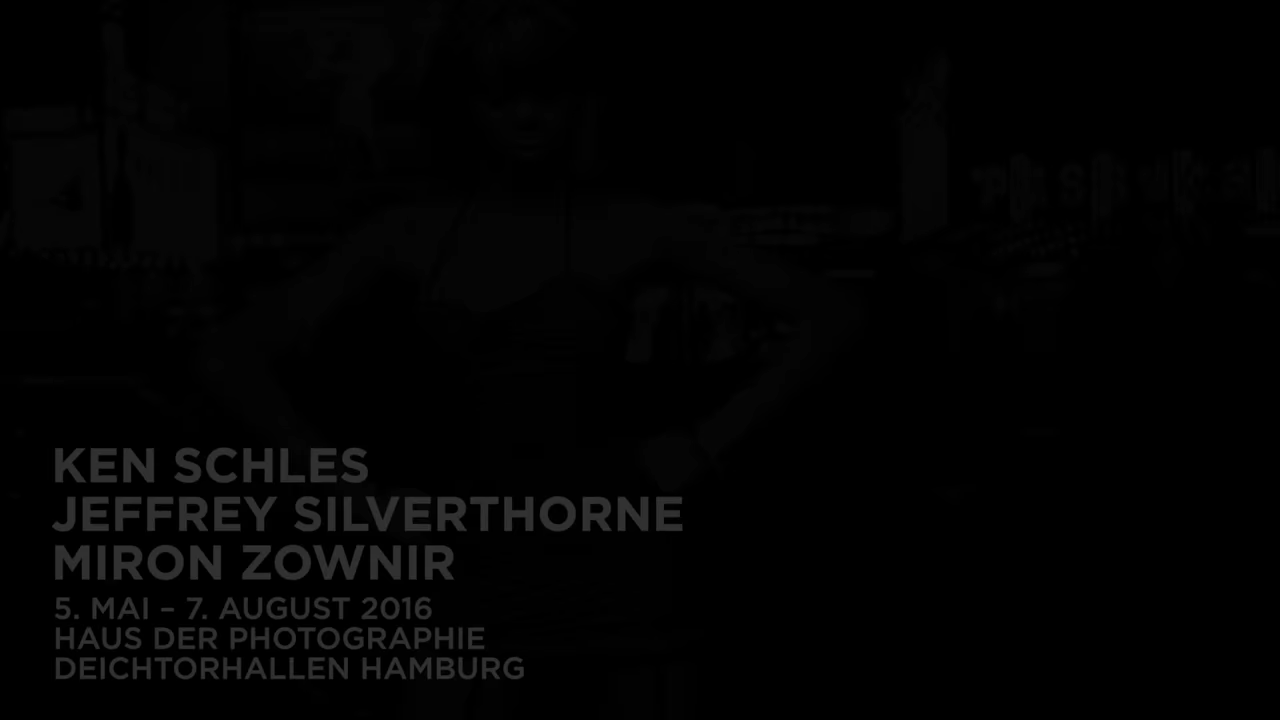 KEN SCHLES
JEFFREY SILVERTHORNE
MIRON ZOWNIR
5. MAI – 7. AUGUST 2016
HAUS DER PHOTOGRAPHIE
DEICHTORHALLEN HAMBURG